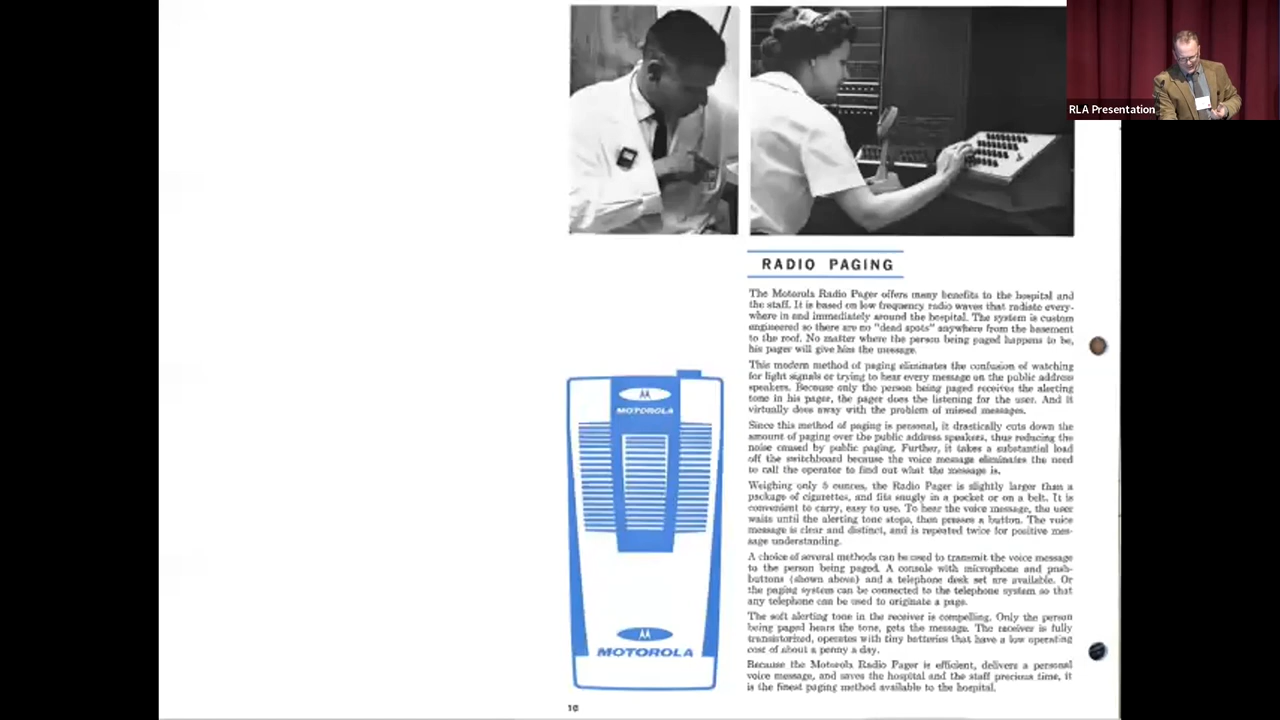 RLA Presentation
RADIO PAGING
The Motorola Radio Pager offers many benefits to the hospital and
the staff. It is based on low frequency radio waves that radiate every-
where in and immediately around the hospital. The system is custom
engineered so there are no "dead spots" anywhere from the basement
to the roof. No matter where the person being paged happens to be,
his pager will give him the message.
This modern method of paging eliminates the confusion of watching
for light signals or trying to hear every message on the public address
speakers. Because only the person being paged receives the alerting
tone in his pager, the pager does the listening for the user. And it
virtually does away with the problem of missed messages.
Since this method of paging is personal, it drastically cuts down the
amount of paging over the public address speakers, thus reducing the
noise caused by public paging. Further, it takes a substantial load
off the switchboard because the voice message eliminates the need
to call the operator to find out what the message is.
Weighing only 5 ounces, the Radio Pager is slightly larger than a
package of cigarettes, and fits snugly in a pocket or on a belt. It is
convenient to carry, easy to use. To hear the voice message, the user
waits until the alerting tone stops, then presses a button. The voice
message is clear and distinct, and is repeated twice for positive mes-
sage understanding.
A choice of several methods can be used to transmit the voice message
to the person being paged. A console with microphone and push-
buttons (shown above) and a telephone desk set are available. Or
the paging system can be connected to the telephone system so that
any telephone can be used to originate a page.
The soft alerting tone in the receiver is compelling. Only the person
being paged hears the tone, gets the message. The receiver is fully
transistorized, operates with tiny batteries that have a low operating
cost of about a penny a day.
Because the Motorola Radio Pager is efficient, delivers a personal
voice message, and saves the hospital and the staff precious time, it
is the finest paging method available to the hospital.
MOTOROLA
MOTOROLA
10